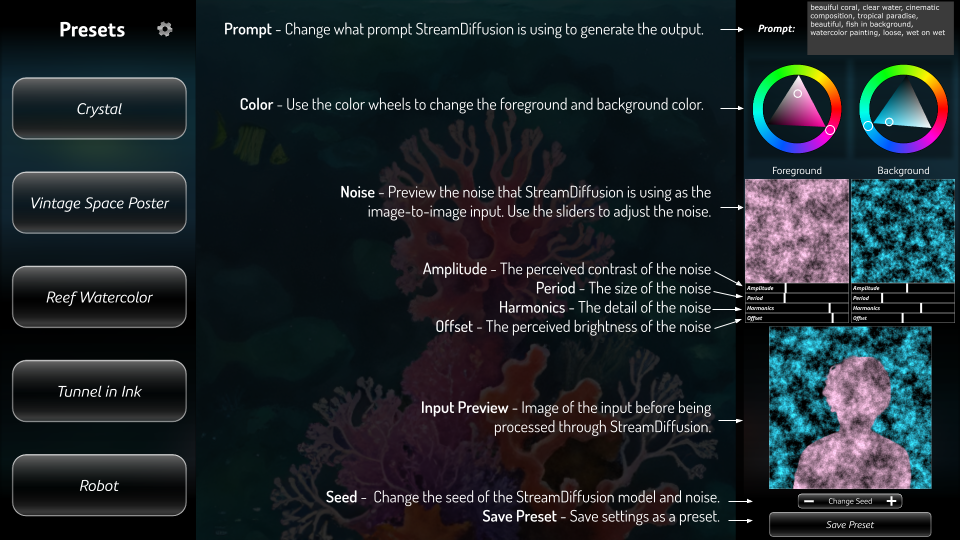 Presets
Crystal
Vintage Space Poster
Reef Watercolor
Tunnel in Ink
Robot
Prompt - Change what prompt StreamDiffusion is using to generate the output.
Color - Use the color wheels to change the foreground and background color.
Noise - Preview the noise that StreamDiffusion is using as the
image-to-image input. Use the sliders to adjust the noise.
Amplitude - The perceived contrast of the noise
Period - The size of the noise
Harmonics - The detail of the noise
Offset - The perceived brightness of the noise
Input Preview - Image of the input before being
processed through StreamDiffusion.
Seed - Change the seed of the StreamDiffusion model and noise.
Save Preset - Save settings as a preset.
Prompt:
beauiful coral, clear water, cinematic
composition, tropical paradise,
beautiful, fish in background,
watercolor painting, loose, wet on wet
Foreground
Background
Amplitude
Period
Harmonics
Offset
Amplitude
Period
Harmonics
Offset
Change Seed
Save Preset